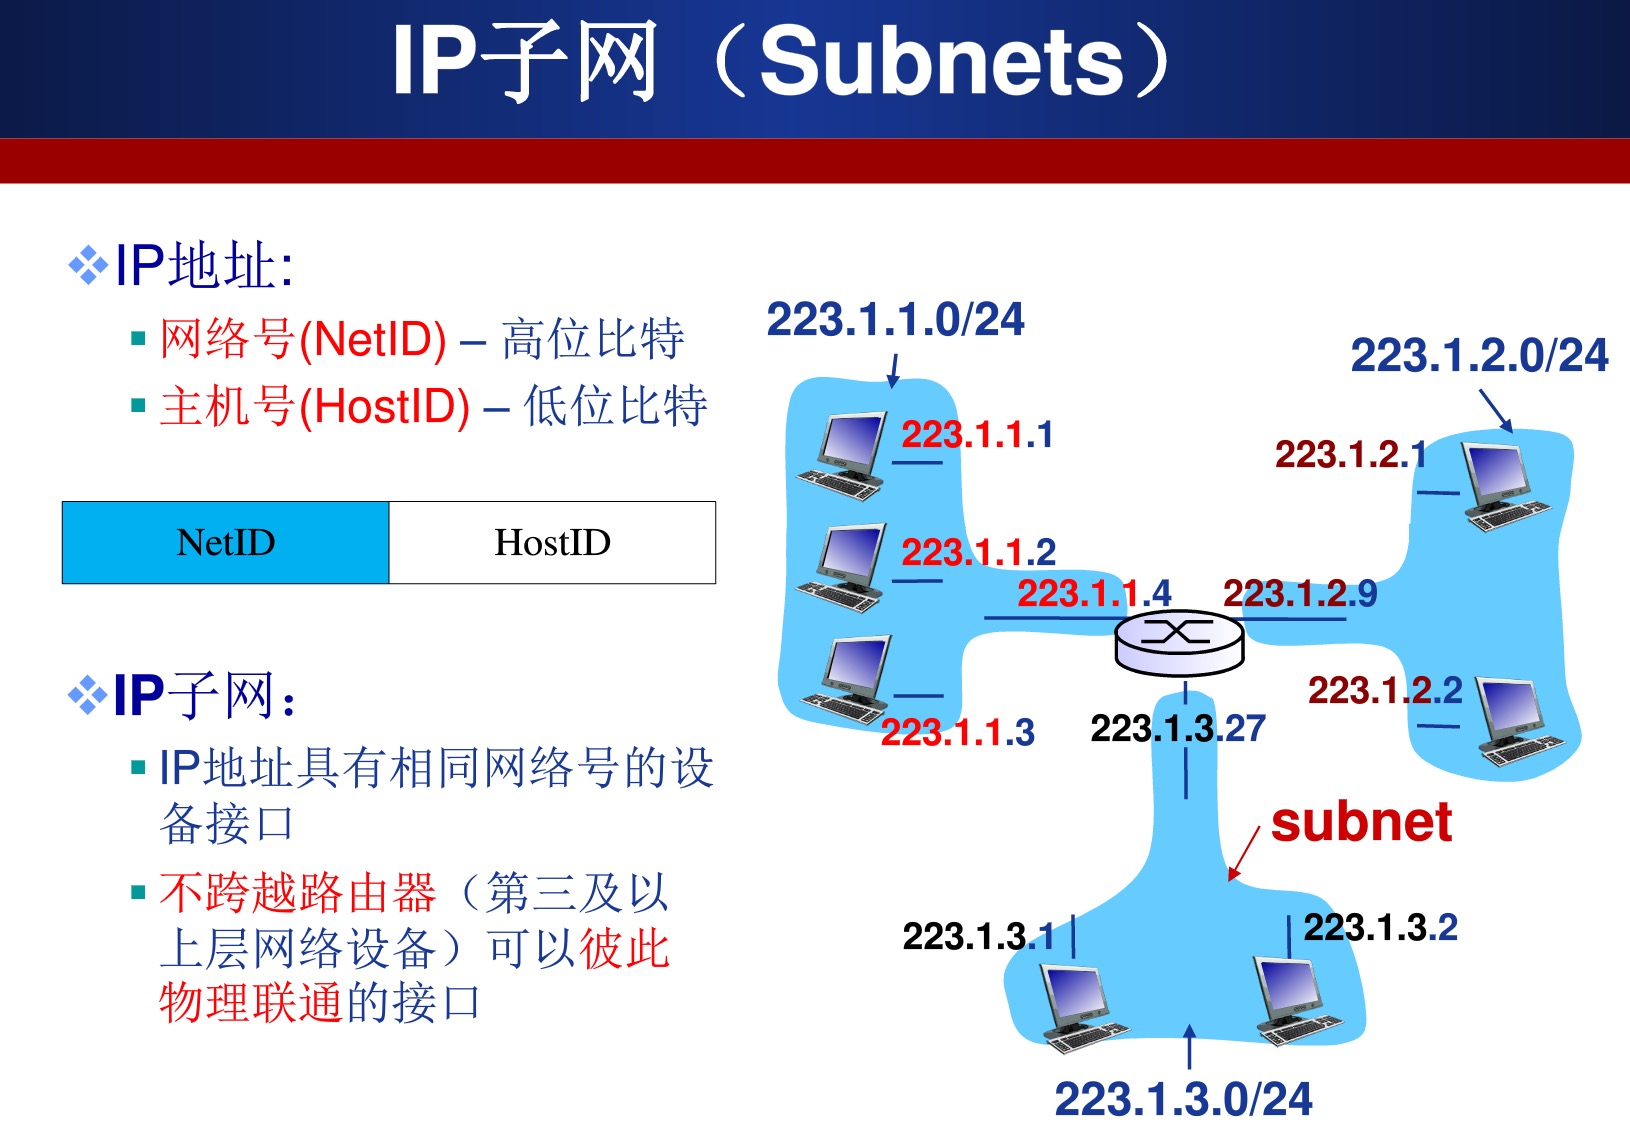 IP子网（Subnets）
IP地址:
网络号(NetID) – 高位比特
主机号(HostID) – 低位比特
NetID HostID
IP子网：
IP地址具有相同网络号的设
备接口
不跨越路由器（第三及以
上层网络设备）可以彼此
物理联通的接口
223.1.1.0/24
223.1.2.0/24
223.1.1.1
223.1.2.1
223.1.1.2
223.1.1.4
223.1.2.9
223.1.2.2
223.1.1.3
223.1.3.27
subnet
223.1.3.1
223.1.3.2
223.1.3.0/24